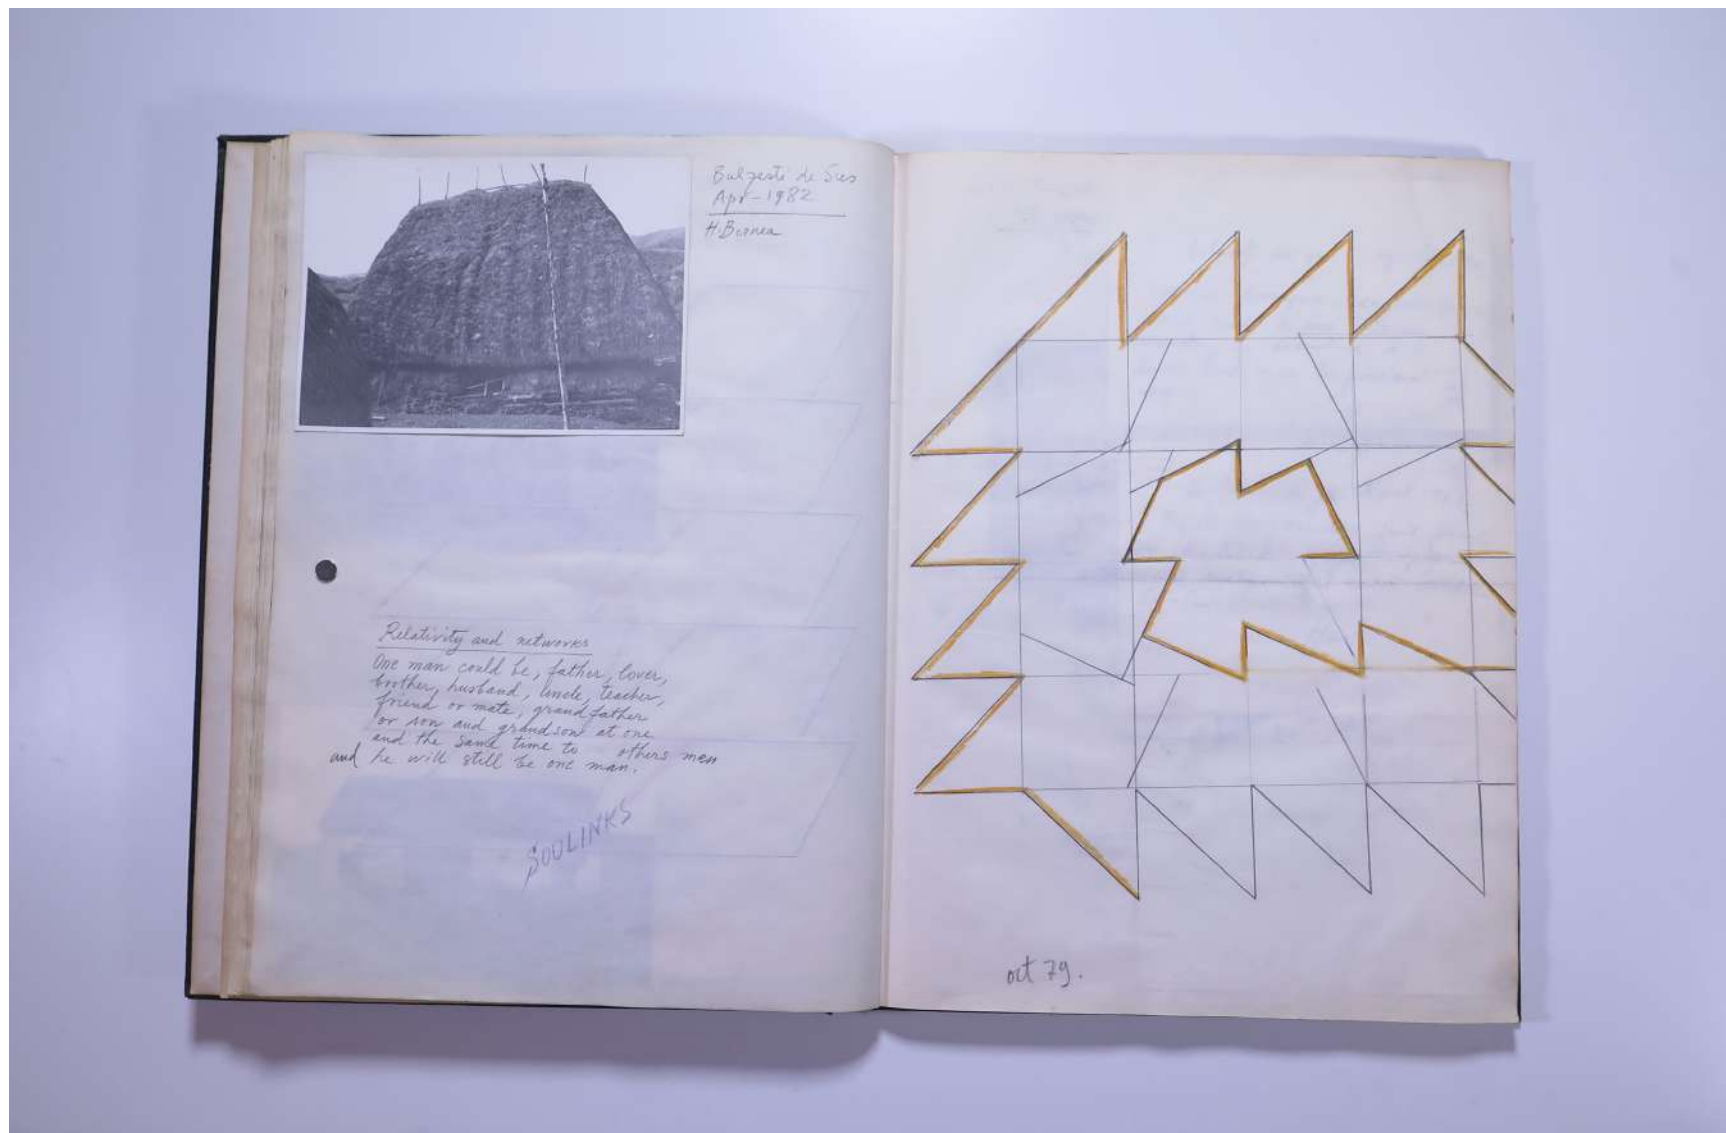 Bulzești de Sus
Apr-1982
H. Bernea
Relativity and networks
One man could be, father, lover,
brother, husband, uncle, teacher,
friend or mate, grandfather
or son and grandson at one
and the same time to others men
and he will still be one man.
SOULINKS
oct 79.